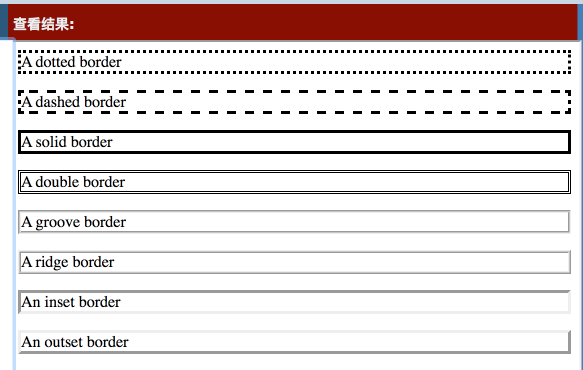 查看结果:
A dotted border
A dashed border
A solid border
A double border
A groove border
A ridge border
An inset border
An outset border